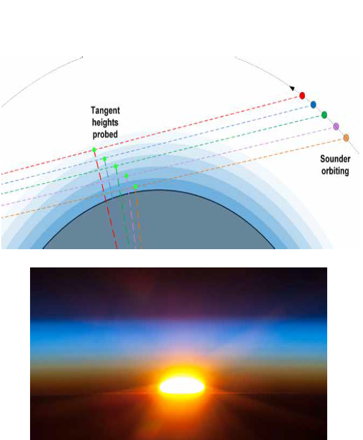 Tangent
heights
probed
Sounder
orbiting